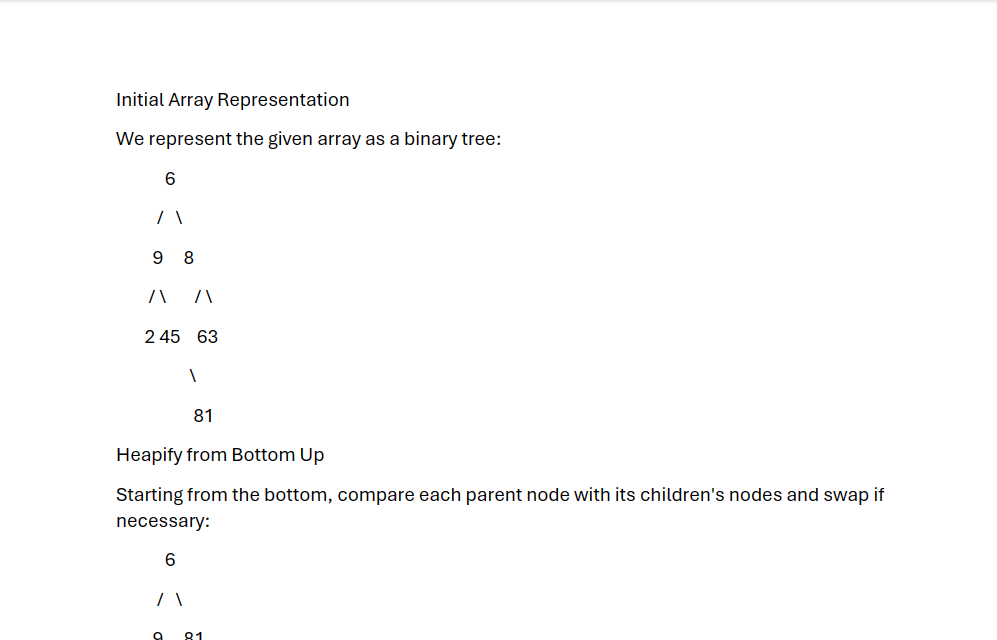 Initial Array Representation
We represent the given array as a binary tree:
6
/ \
9 8
/ \ / \
2 45 63
\
81
Heapify from Bottom Up
Starting from the bottom, compare each parent node with its children's nodes and swap if
necessary:
6
/ \
9 81